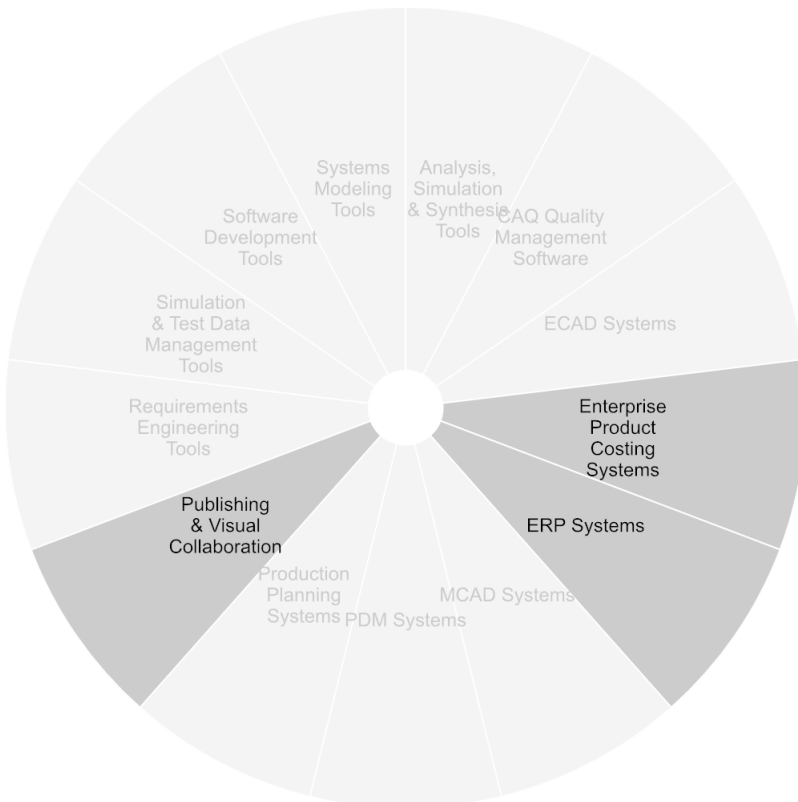 Systems
Modeling
Tools
Analysis,
Simulation
& Synthesis
Tools
CAQ Quality
Management
Software
ECAD Systems
Enterprise
Product
Costing
Systems
ERP Systems
MCAD Systems
PDM Systems
Production
Planning
Systems
Publishing
& Visual
Collaboration
Requirements
Engineering
Tools
Simulation
& Test Data
Management
Tools
Software
Development
Tools